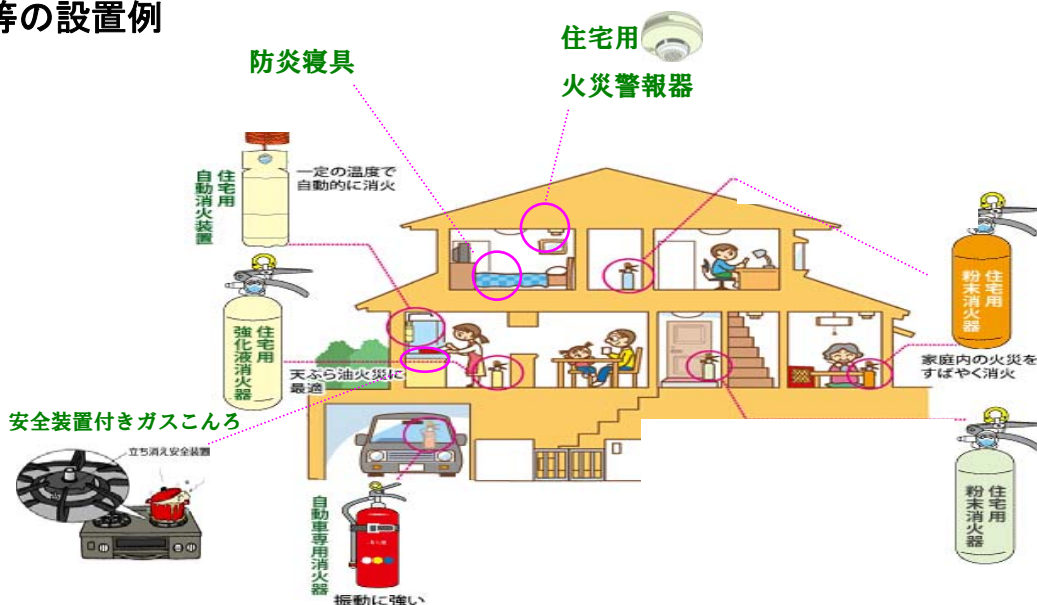 等の設置例
住宅用
火災警報器
防炎寝具
住宅用
自動消火装置
一定の温度で
自動的に消火
住宅用
強化液消火器
天ぷら油火災に
最適
住宅用
粉末消火器
家庭内の火災を
すばやく消火
安全装置付きガスこんろ
立ち消え安全装置
住宅用
粉末消火器
自動車専用消火器
振動に強い